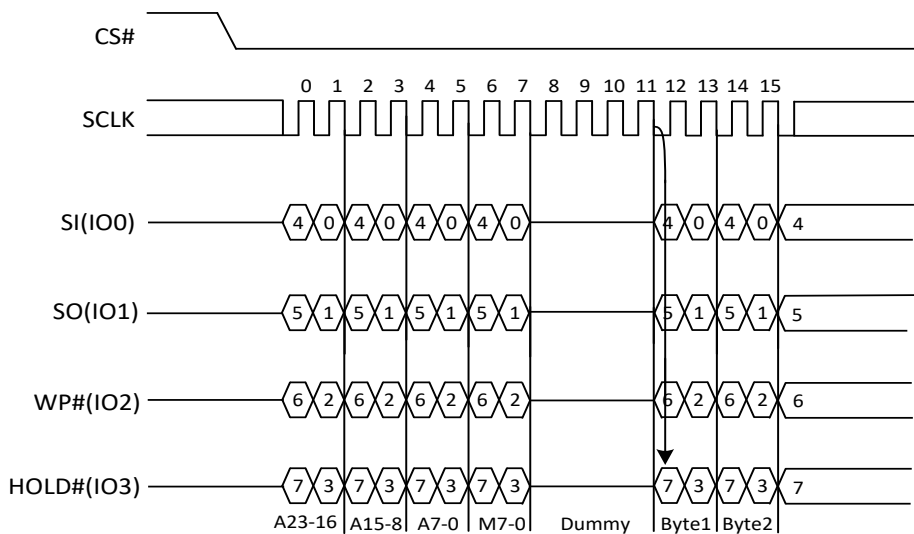 CS#
0 1 2 3 4 5 6 7 8 9 10 11 12 13 14 15
SCLK
SI(IO0) 4 0 4 0 4 0 4 0 4 0 4 0 4
SO(IO1) 5 1 5 1 5 1 5 1 5 1 5 1 5
WP#(IO2) 6 2 6 2 6 2 6 2 6 2 6 2 6
HOLD#(IO3) 7 3 7 3 7 3 7 3 7 3 7 3 7
A23-16 A15-8 A7-0 M7-0 Dummy Byte1 Byte2